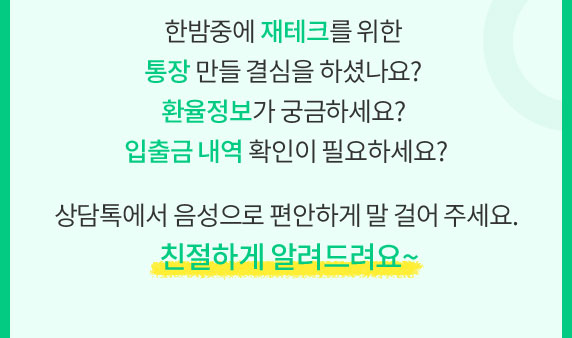 한밤중에 재테크를 위한
통장 만들 결심을 하셨나요?
환율정보가 궁금하세요?
입출금 내역 확인이 필요하세요?
상담톡에서 음성으로 편안하게 말 걸어 주세요.
친절하게 알려드려요~